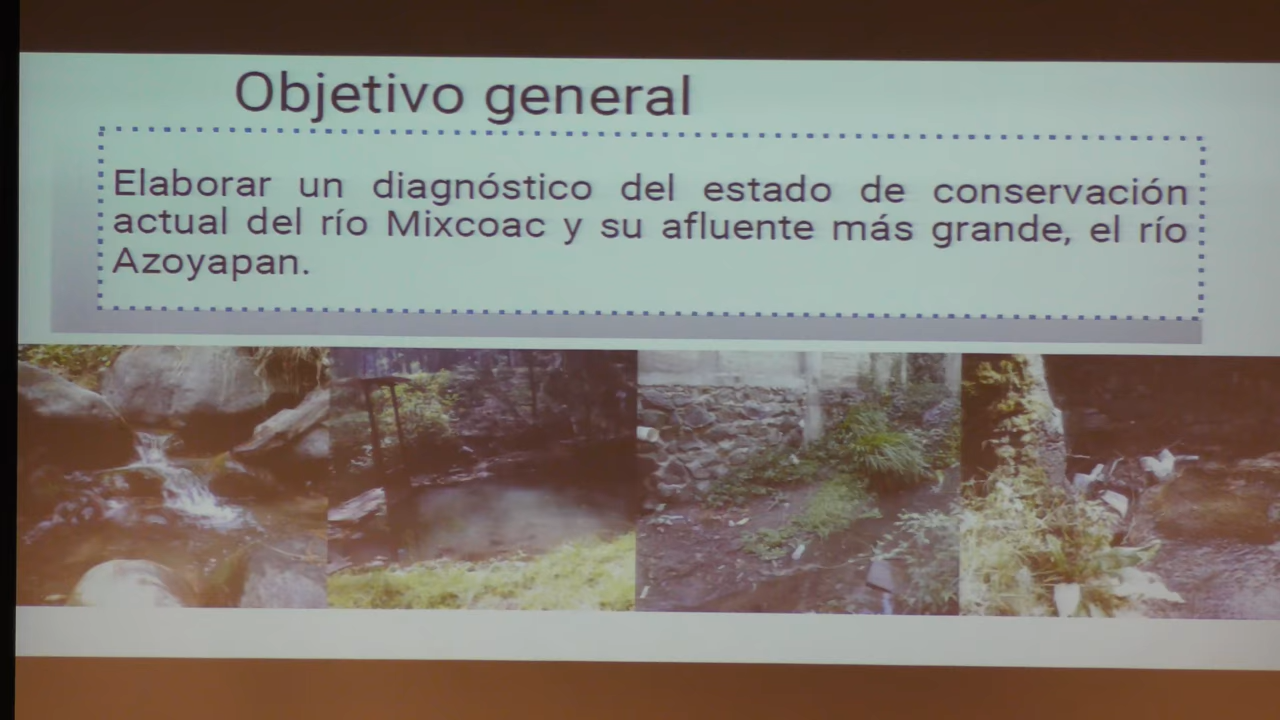 Objetivo general
Elaborar un diagnóstico del estado de conservación
actual del río Mixcoac y su afluente más grande, el río
Azoyapan.